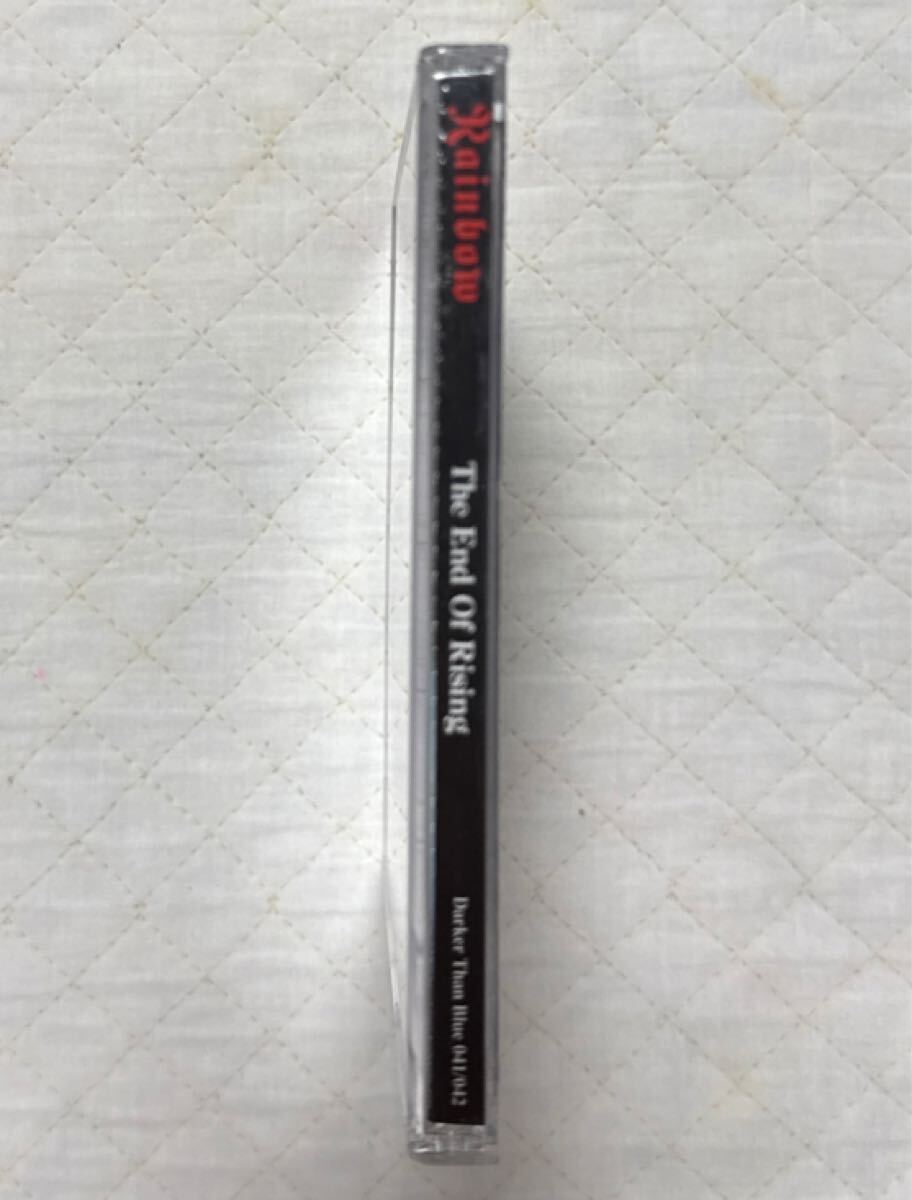 Rainbow
The End Of Rising
Darker Than Blue 041/042